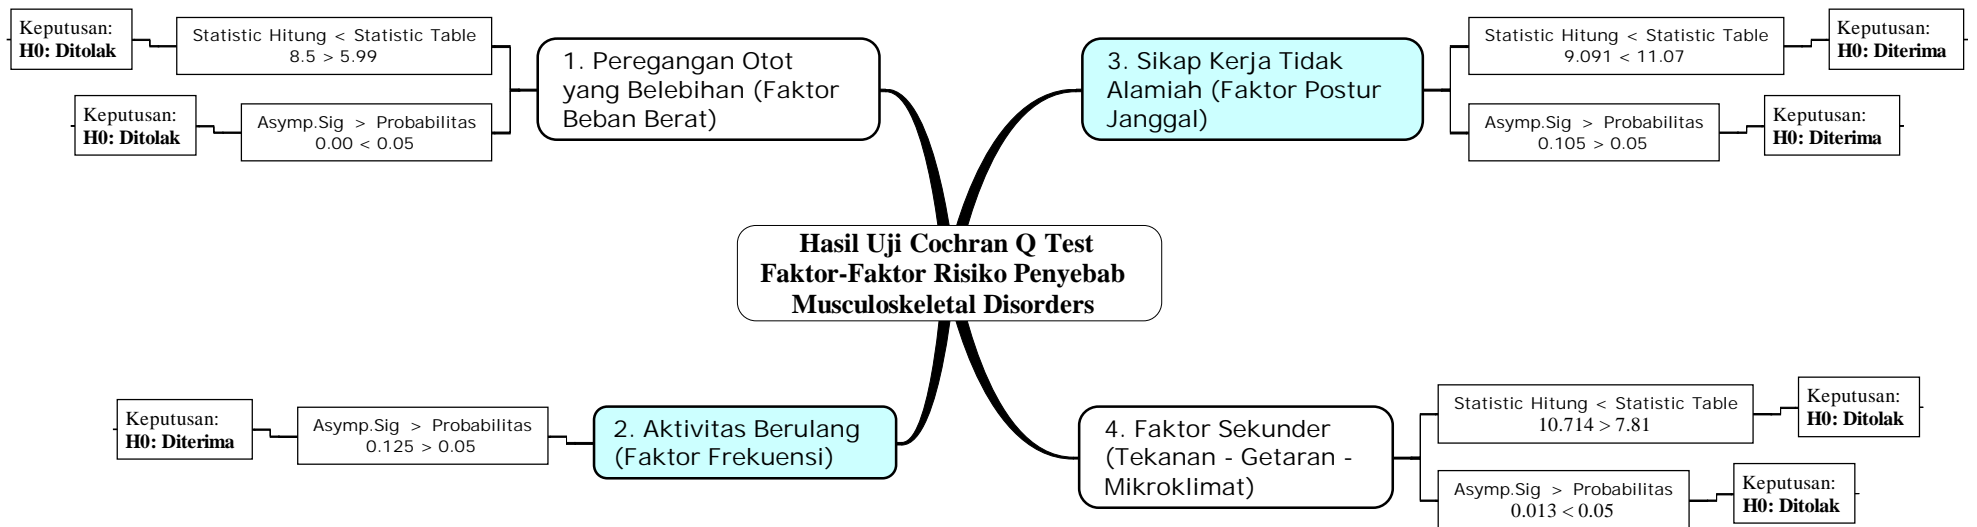 Hasil Uji Cochran Q Test
Faktor-Faktor Risiko Penyebab
Musculoskeletal Disorders
1. Peregangan Otot
yang Belebihan (Faktor
Beban Berat)
Statistic Hitung < Statistic Table
8.5 > 5.99
Keputusan:
H0: Ditolak
Asymp.Sig > Probabilitas
0.00 < 0.05
Keputusan:
H0: Ditolak
2. Aktivitas Berulang
(Faktor Frekuensi)
Asymp.Sig > Probabilitas
0.125 > 0.05
Keputusan:
H0: Diterima
3. Sikap Kerja Tidak
Alamiah (Faktor Postur
Janggal)
Statistic Hitung < Statistic Table
9.091 < 11.07
Keputusan:
H0: Diterima
Asymp.Sig > Probabilitas
0.105 > 0.05
Keputusan:
H0: Diterima
4. Faktor Sekunder
(Tekanan - Getaran -
Mikroklimat)
Statistic Hitung < Statistic Table
10.714 > 7.81
Keputusan:
H0: Ditolak
Asymp.Sig > Probabilitas
0.013 < 0.05
Keputusan:
H0: Ditolak